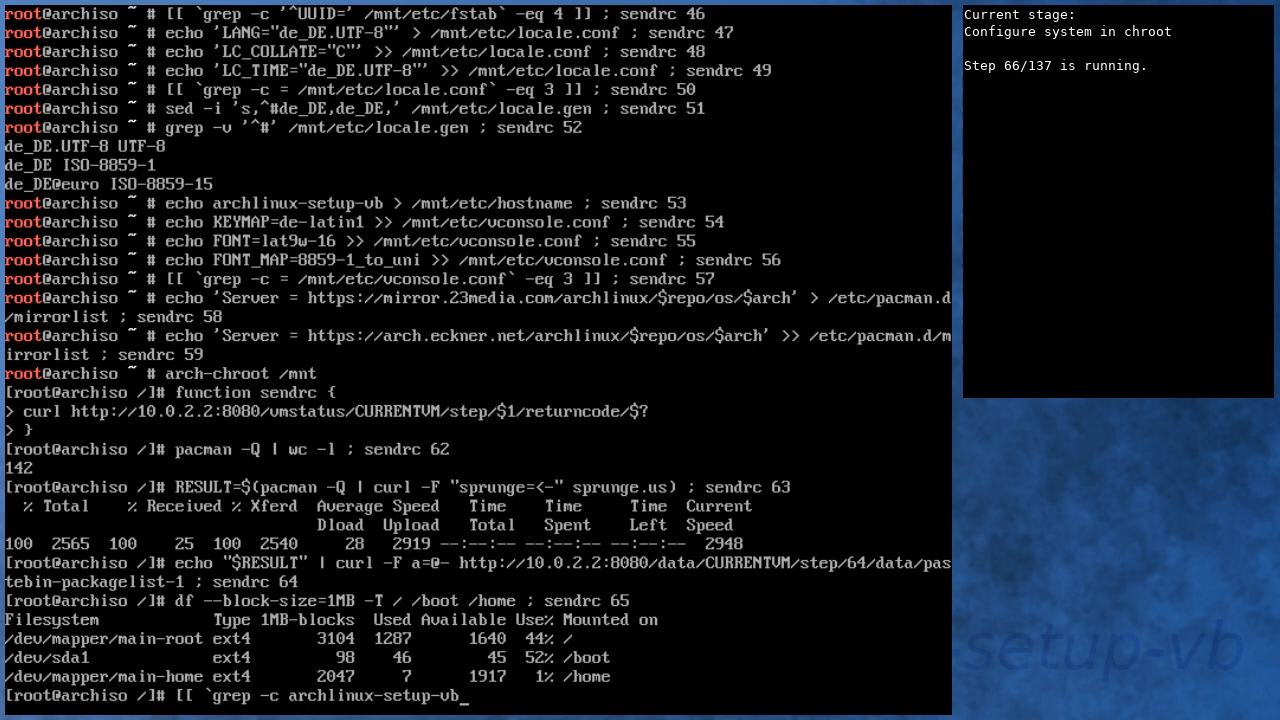 root@archiso ~ # [[ `grep -c '^UUID=' /mnt/etc/fstab` -eq 4 ]] ; sendrc 46
root@archiso ~ # echo 'LANG="de_DE.UTF-8"' > /mnt/etc/locale.conf ; sendrc 47
root@archiso ~ # echo 'LC_COLLATE="C"' >> /mnt/etc/locale.conf ; sendrc 48
root@archiso ~ # echo 'LC_TIME="de_DE.UTF-8"' >> /mnt/etc/locale.conf ; sendrc 49
root@archiso ~ # [[ `grep -c = /mnt/etc/locale.conf` -eq 3 ]] ; sendrc 50
root@archiso ~ # sed -i 's,^#de_DE,de_DE,' /mnt/etc/locale.gen ; sendrc 51
root@archiso ~ # grep -v '^#' /mnt/etc/locale.gen ; sendrc 52
de_DE.UTF-8 UTF-8
de_DE ISO-8859-1
de_DE@euro ISO-8859-15
root@archiso ~ # echo archlinux-setup-vb > /mnt/etc/hostname ; sendrc 53
root@archiso ~ # echo KEYMAP=de-latin1 >> /mnt/etc/vconsole.conf ; sendrc 54
root@archiso ~ # echo FONT=lat9w-16 >> /mnt/etc/vconsole.conf ; sendrc 55
root@archiso ~ # echo FONT_MAP=8859-1_to_uni >> /mnt/etc/vconsole.conf ; sendrc 56
root@archiso ~ # [[ `grep -c = /mnt/etc/vconsole.conf` -eq 3 ]] ; sendrc 57
root@archiso ~ # echo 'Server = https://mirror.23media.com/archlinux/$repo/os/$arch' > /etc/pacman.d
/mirrorlist ; sendrc 58
root@archiso ~ # echo 'Server = https://arch.eckner.net/archlinux/$repo/os/$arch' >> /etc/pacman.d/m
irrorlist ; sendrc 59
root@archiso ~ # arch-chroot /mnt
[root@archiso /]# function sendrc {
> curl http://10.0.2.2:8080/vmstatus/CURRENTVM/step/$1/returncode/$?
> }
[root@archiso /]# pacman -Q | wc -l ; sendrc 62
142
[root@archiso /]# RESULT=$(pacman -Q | curl -F "sprunge=<-" sprunge.us) ; sendrc 63
  % Total    % Received % Xferd  Average Speed   Time    Time     Time  Current
                                 Dload  Upload   Total   Spent    Left  Speed
100  2565  100    25  100  2540     28   2919 --:--:-- --:--:-- --:--:--  2948
[root@archiso /]# echo "$RESULT" | curl -F a=@- http://10.0.2.2:8080/data/CURRENTVM/step/64/data/pas
tebin-packagelist-1 ; sendrc 64
[root@archiso /]# df --block-size=1MB -T / /boot /home ; sendrc 65
Filesystem            Type 1MB-blocks  Used Available Use% Mounted on
/dev/mapper/main-root ext4       3104  1287      1640  44% /
/dev/sda1             ext4         98    46        45  52% /boot
/dev/mapper/main-home ext4       2047     7      1917   1% /home
[root@archiso /]# [[ `grep -c archlinux-setup-vb_
Current stage:
Configure system in chroot
Step 66/137 is running.
-setup-vb